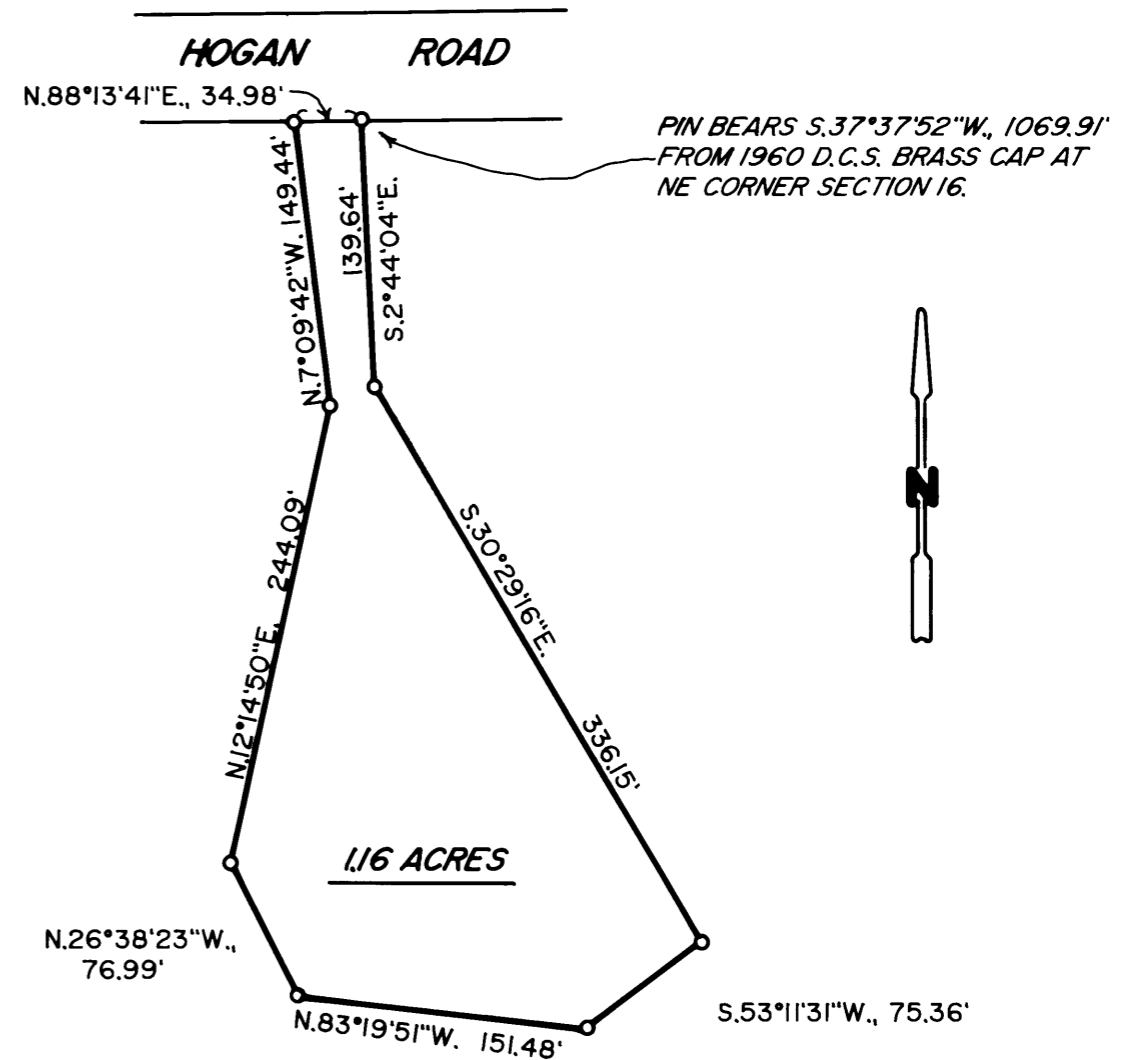 HOGAN ROAD
N.88°13'41"E., 34.98'
PIN BEARS S.37°37'52"W., 1069.91'
FROM 1960 D.C.S. BRASS CAP AT
NE CORNER SECTION 16.
N.7°09'42"W. 149.44'
139.64'
S.2°44'04"E.
N
S.30°29'16"E.
336.15'
N.12°14'50"E. 244.09'
1.16 ACRES
N.26°38'23"W.,
76.99'
N.83°19'51"W. 151.48'
S.53°11'31"W., 75.36'